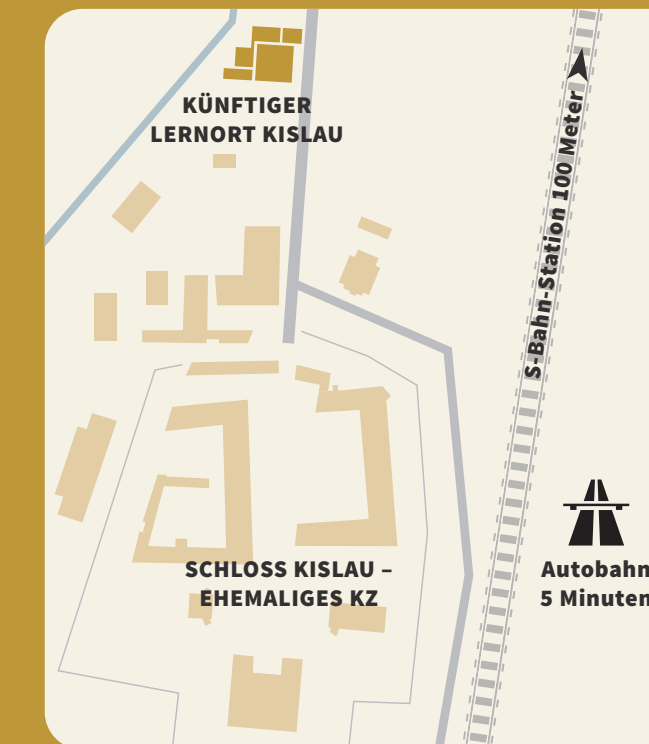 KÜNFTIGER
LERNORT KISLAU
S-Bahn-Station 100 Meter
SCHLOSS KISLAU –
EHEMALIGES KZ
Autobahn
5 Minuten